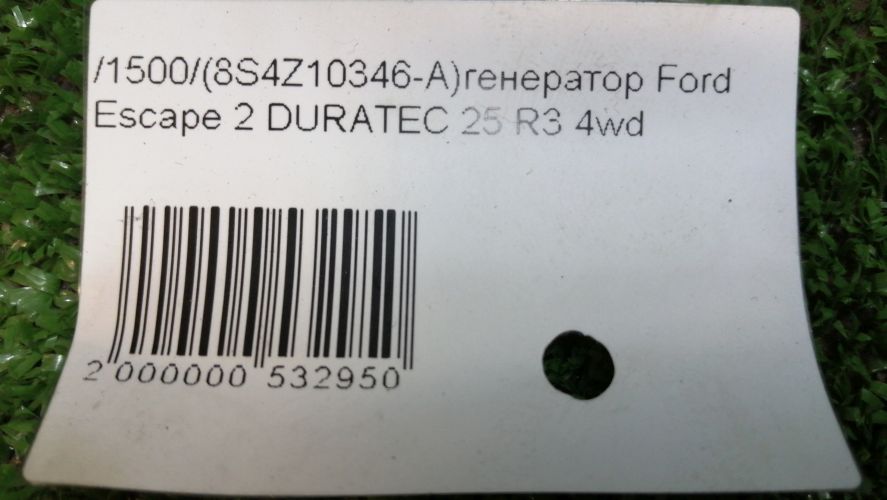 /1500/(8S4Z10346-A)генератор Ford
Escape 2 DURATEC 25 R3 4wd
2 000000 532950